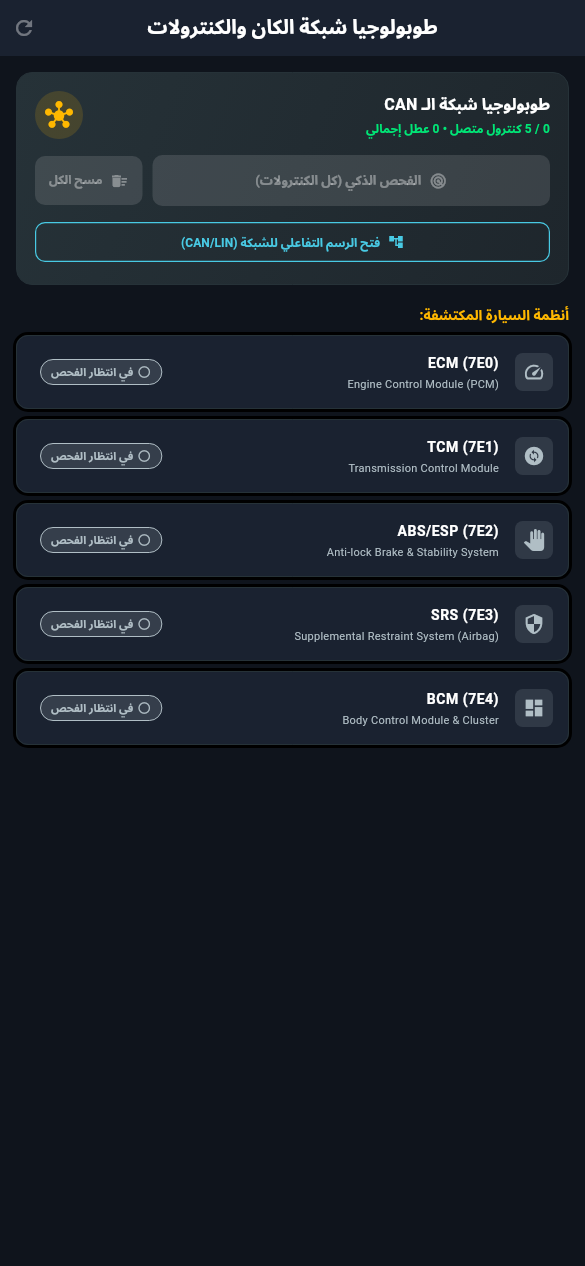 طوبولوجيا شبكة الكان والكنترولات
طوبولوجيا شبكة الـ CAN
0 / 5 كنترول متصل • 0 عطل إجمالي
الفحص الذكي (كل الكنترولات)
مسح الكل
فتح الرسم التفاعلي للشبكة (CAN/LIN)
أنظمة السيارة المكتشفة:
ECM (7E0)
Engine Control Module (PCM)
في انتظار الفحص
TCM (7E1)
Transmission Control Module
في انتظار الفحص
ABS/ESP (7E2)
Anti-lock Brake & Stability System
في انتظار الفحص
SRS (7E3)
Supplemental Restraint System (Airbag)
في انتظار الفحص
BCM (7E4)
Body Control Module & Cluster
في انتظار الفحص